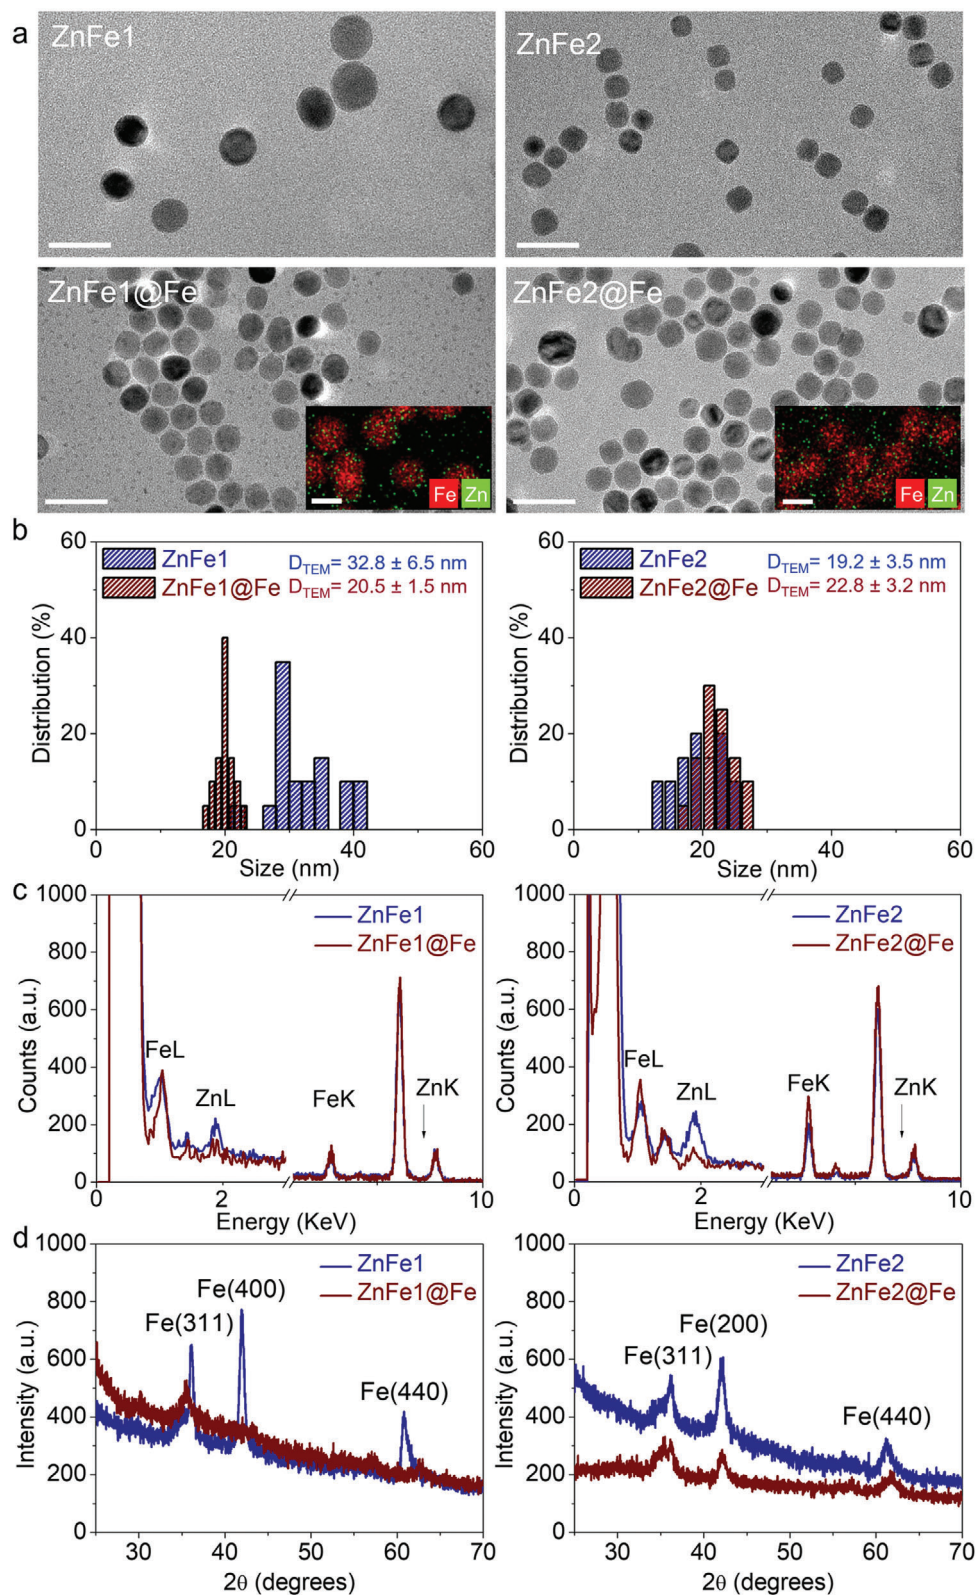 a
ZnFe1
ZnFe2
ZnFe1@Fe
Fe Zn
ZnFe2@Fe
Fe Zn
b
60
40
20
0
Distribution (%)
ZnFe1
ZnFe1@Fe
D_TEM= 32.8 ± 6.5 nm
D_TEM= 20.5 ± 1.5 nm
0 20 40 60
Size (nm)
60
40
20
0
Distribution (%)
ZnFe2
ZnFe2@Fe
D_TEM= 19.2 ± 3.5 nm
D_TEM= 22.8 ± 3.2 nm
0 20 40 60
Size (nm)
c
1000
800
600
400
200
0
Counts (a.u.)
ZnFe1
ZnFe1@Fe
FeL
ZnL
FeK
ZnK
0 2 10
Energy (KeV)
1000
800
600
400
200
0
Counts (a.u.)
ZnFe2
ZnFe2@Fe
FeL
ZnL
FeK
ZnK
0 2 10
Energy (KeV)
d
1000
800
600
400
200
0
Intensity (a.u.)
ZnFe1
ZnFe1@Fe
Fe(400)
Fe(311)
Fe(440)
30 40 50 60 70
2θ (degrees)
1000
800
600
400
200
0
Intensity (a.u.)
ZnFe2
ZnFe2@Fe
Fe(200)
Fe(311)
Fe(440)
30 40 50 60 70
2θ (degrees)